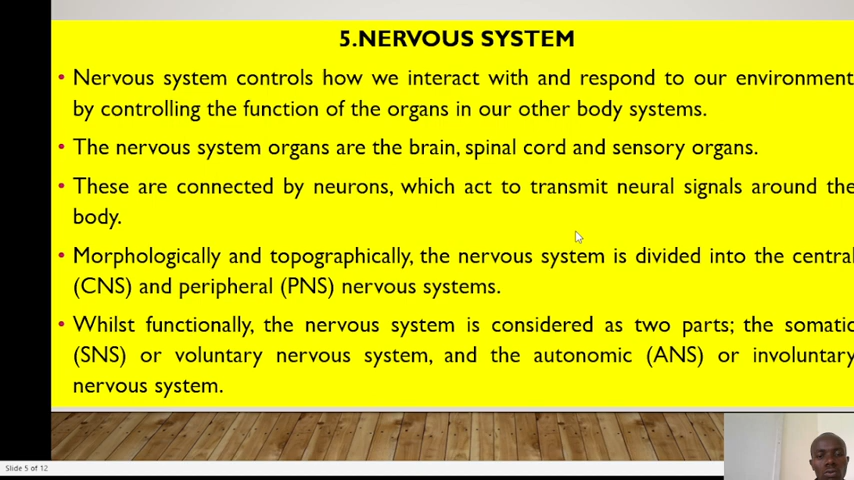 5.NERVOUS SYSTEM
• Nervous system controls how we interact with and respond to our environment
by controlling the function of the organs in our other body systems.
• The nervous system organs are the brain, spinal cord and sensory organs.
• These are connected by neurons, which act to transmit neural signals around the
body.
• Morphologically and topographically, the nervous system is divided into the central
(CNS) and peripheral (PNS) nervous systems.
• Whilst functionally, the nervous system is considered as two parts; the somatic
(SNS) or voluntary nervous system, and the autonomic (ANS) or involuntary
nervous system.
Slide 5 of 12